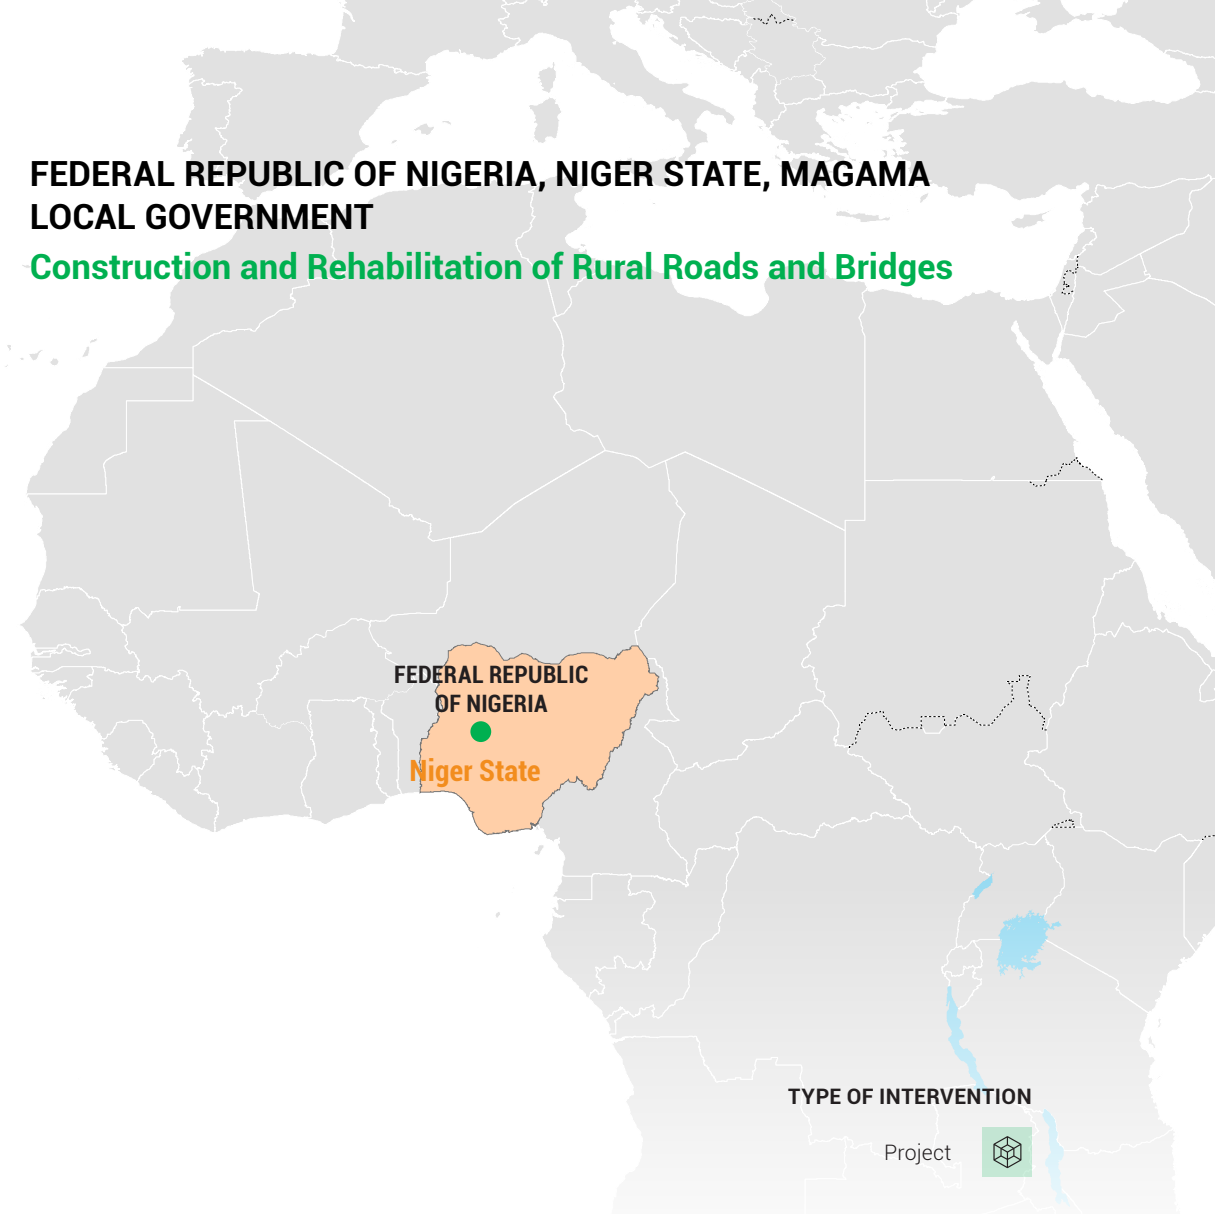 FEDERAL REPUBLIC OF NIGERIA, NIGER STATE, MAGAMA
LOCAL GOVERNMENT
Construction and Rehabilitation of Rural Roads and Bridges
FEDERAL REPUBLIC
OF NIGERIA
Niger State
TYPE OF INTERVENTION
Project